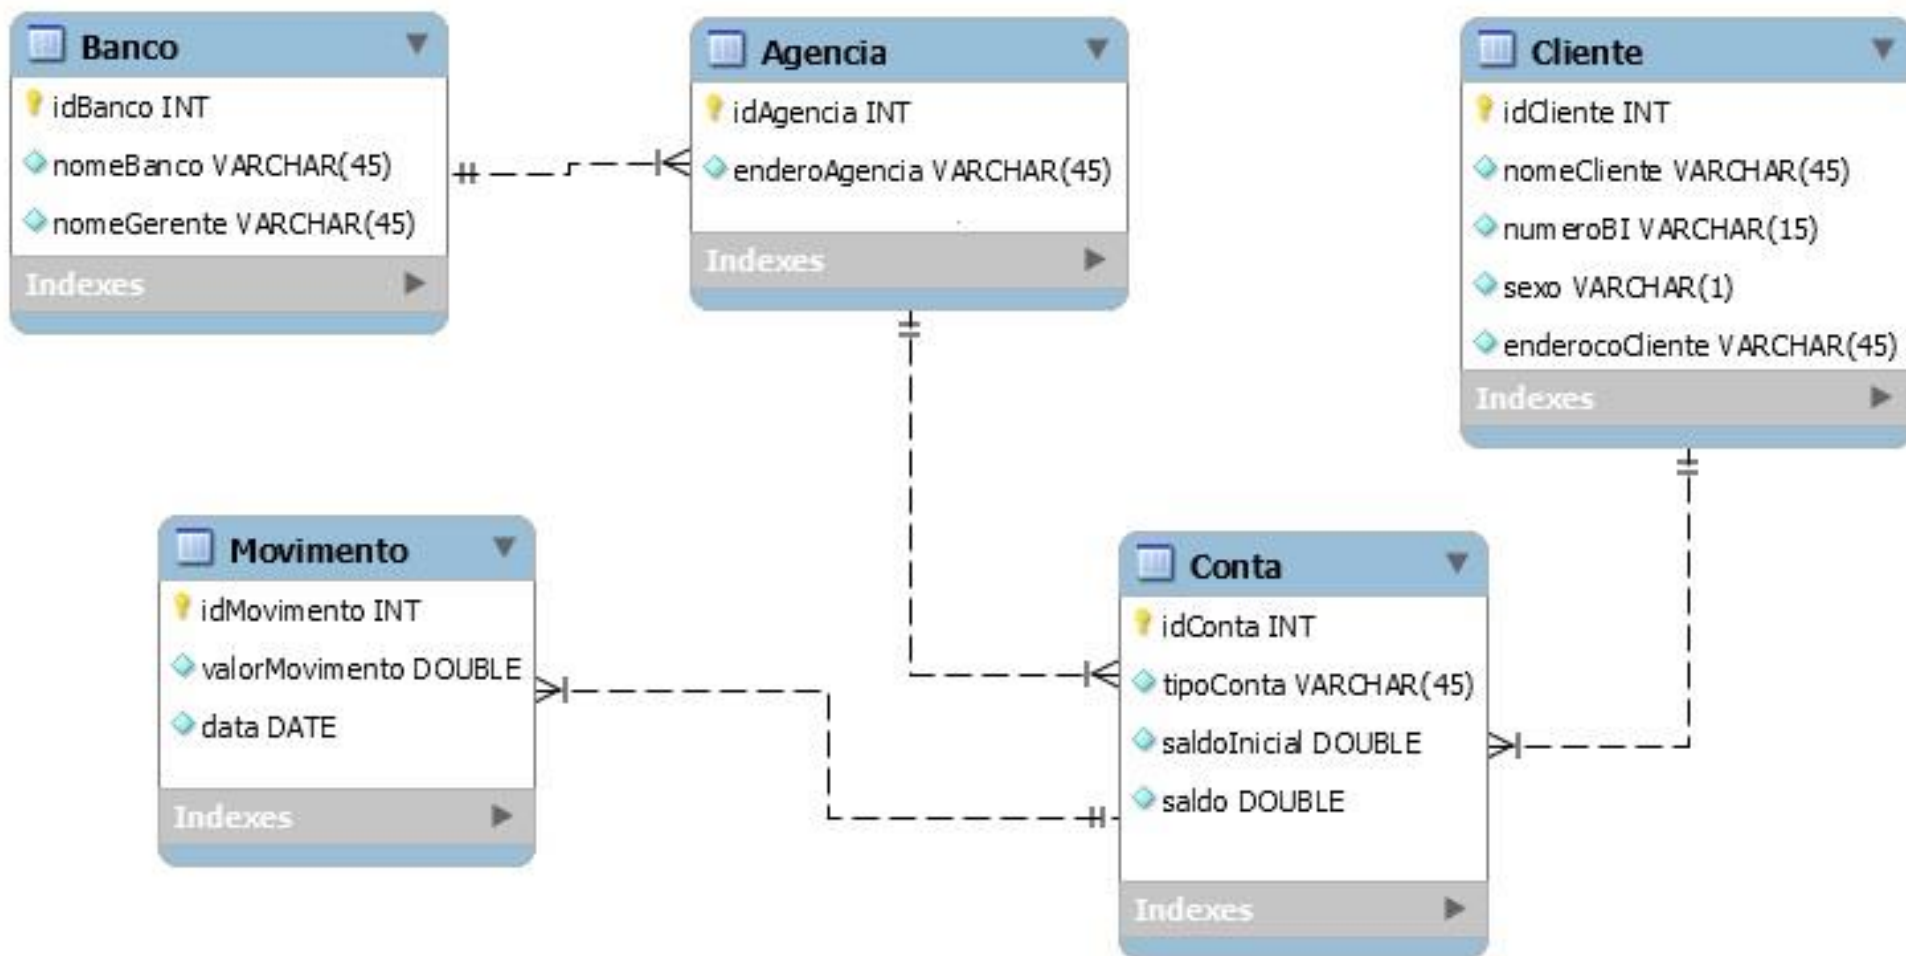 Banco
idBanco INT
nomeBanco VARCHAR(45)
nomeGerente VARCHAR(45)
Indexes
Agencia
idAgencia INT
enderoAgencia VARCHAR(45)
Indexes
Cliente
idCliente INT
nomeCliente VARCHAR(45)
numeroBI VARCHAR(15)
sexo VARCHAR(1)
enderocoCliente VARCHAR(45)
Indexes
Movimento
idMovimento INT
valorMovimento DOUBLE
data DATE
Indexes
Conta
idConta INT
tipoConta VARCHAR(45)
saldoInicial DOUBLE
saldo DOUBLE
Indexes